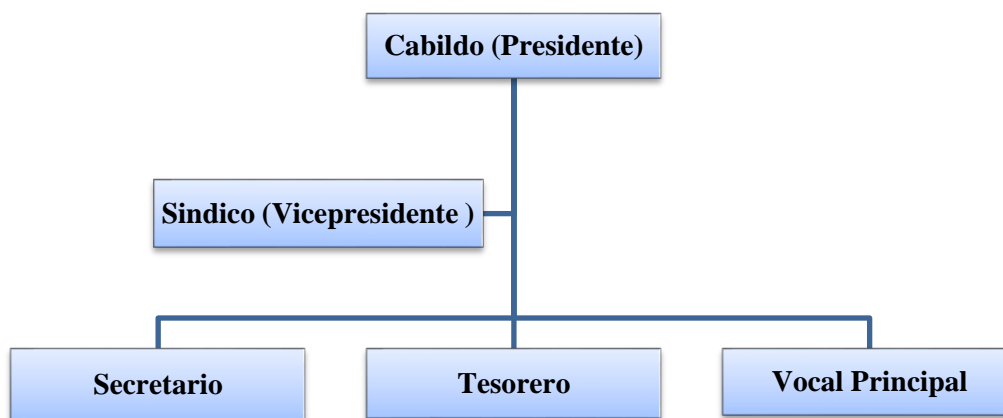 Cabildo (Presidente)
Sindico (Vicepresidente )
Secretario
Tesorero
Vocal Principal